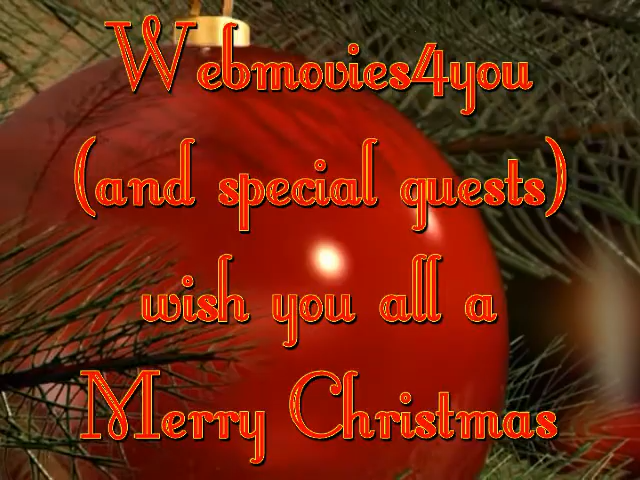 Webmovies4you
(and special guests)
wish you all a
Merry Christmas